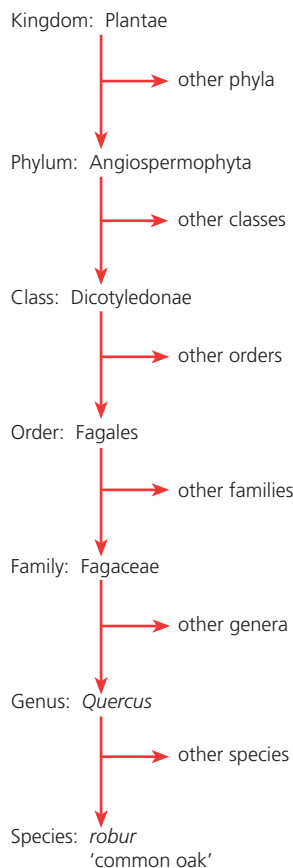 Kingdom: Plantae
other phyla
Phylum: Angiospermophyta
other classes
Class: Dicotyledonae
other orders
Order: Fagales
other families
Family: Fagaceae
other genera
Genus: Quercus
other species
Species: robur
‘common oak’